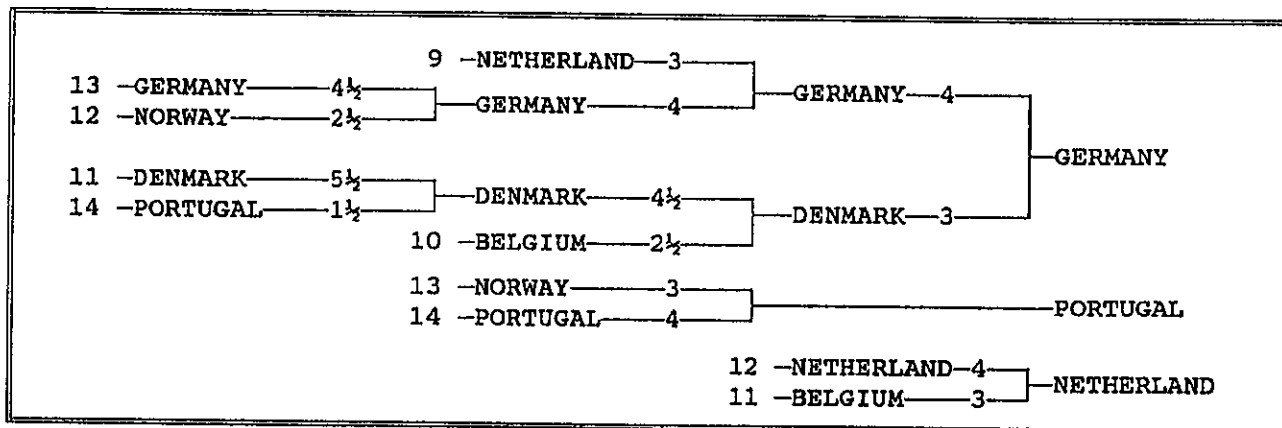 9 –NETHERLAND 3
13 –GERMANY 4½
GERMANY 4
GERMANY 4
12 –NORWAY 2½
GERMANY
11 –DENMARK 5½
DENMARK 4½
14 –PORTUGAL 1½
DENMARK 3
10 –BELGIUM 2½
13 –NORWAY 3
PORTUGAL
14 –PORTUGAL 4
12 –NETHERLAND 4
NETHERLAND
11 –BELGIUM 3